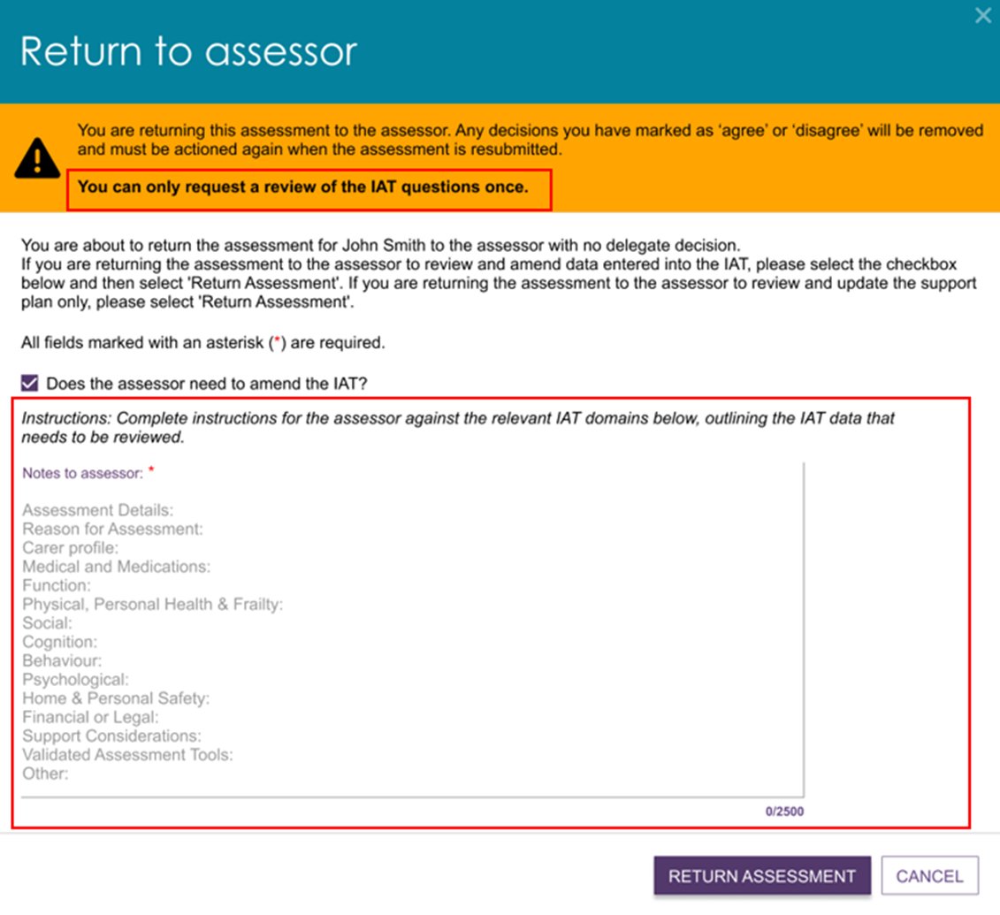 Return to assessor
You are returning this assessment to the assessor. Any decisions you have marked as ‘agree’ or ‘disagree’ will be removed
and must be actioned again when the assessment is resubmitted.
You can only request a review of the IAT questions once.
You are about to return the assessment for John Smith to the assessor with no delegate decision.
If you are returning the assessment to the assessor to review and amend data entered into the IAT, please select the checkbox
below and then select 'Return Assessment'. If you are returning the assessment to the assessor to review and update the support
plan only, please select 'Return Assessment'.
All fields marked with an asterisk (*) are required.
Does the assessor need to amend the IAT?
Instructions: Complete instructions for the assessor against the relevant IAT domains below, outlining the IAT data that
needs to be reviewed.
Notes to assessor: *
Assessment Details:
Reason for Assessment:
Carer profile:
Medical and Medications:
Function:
Physical, Personal Health & Frailty:
Social:
Cognition:
Behaviour:
Psychological:
Home & Personal Safety:
Financial or Legal:
Support Considerations:
Validated Assessment Tools:
Other:
0/2500
RETURN ASSESSMENT CANCEL